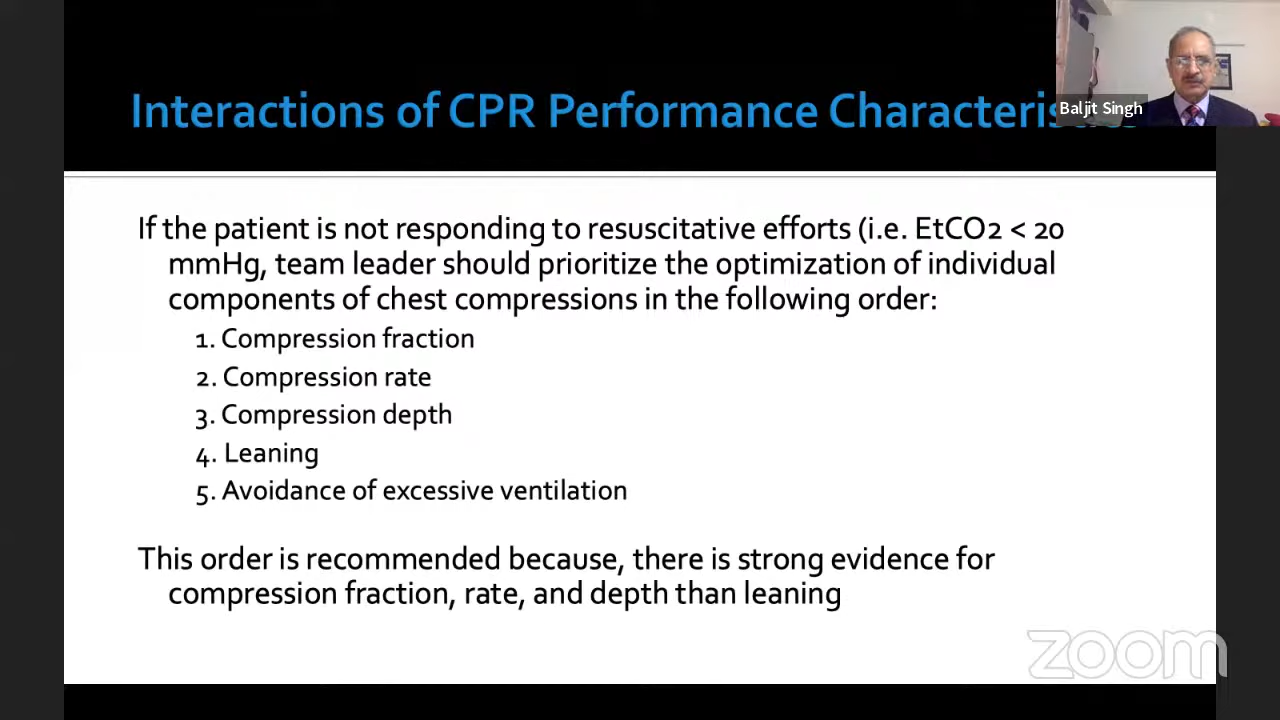 Interactions of CPR Performance Characteristics
Baljit Singh
If the patient is not responding to resuscitative efforts (i.e. EtCO2 < 20
mmHg, team leader should prioritize the optimization of individual
components of chest compressions in the following order:
1. Compression fraction
2. Compression rate
3. Compression depth
4. Leaning
5. Avoidance of excessive ventilation
This order is recommended because, there is strong evidence for
compression fraction, rate, and depth than leaning
zoom